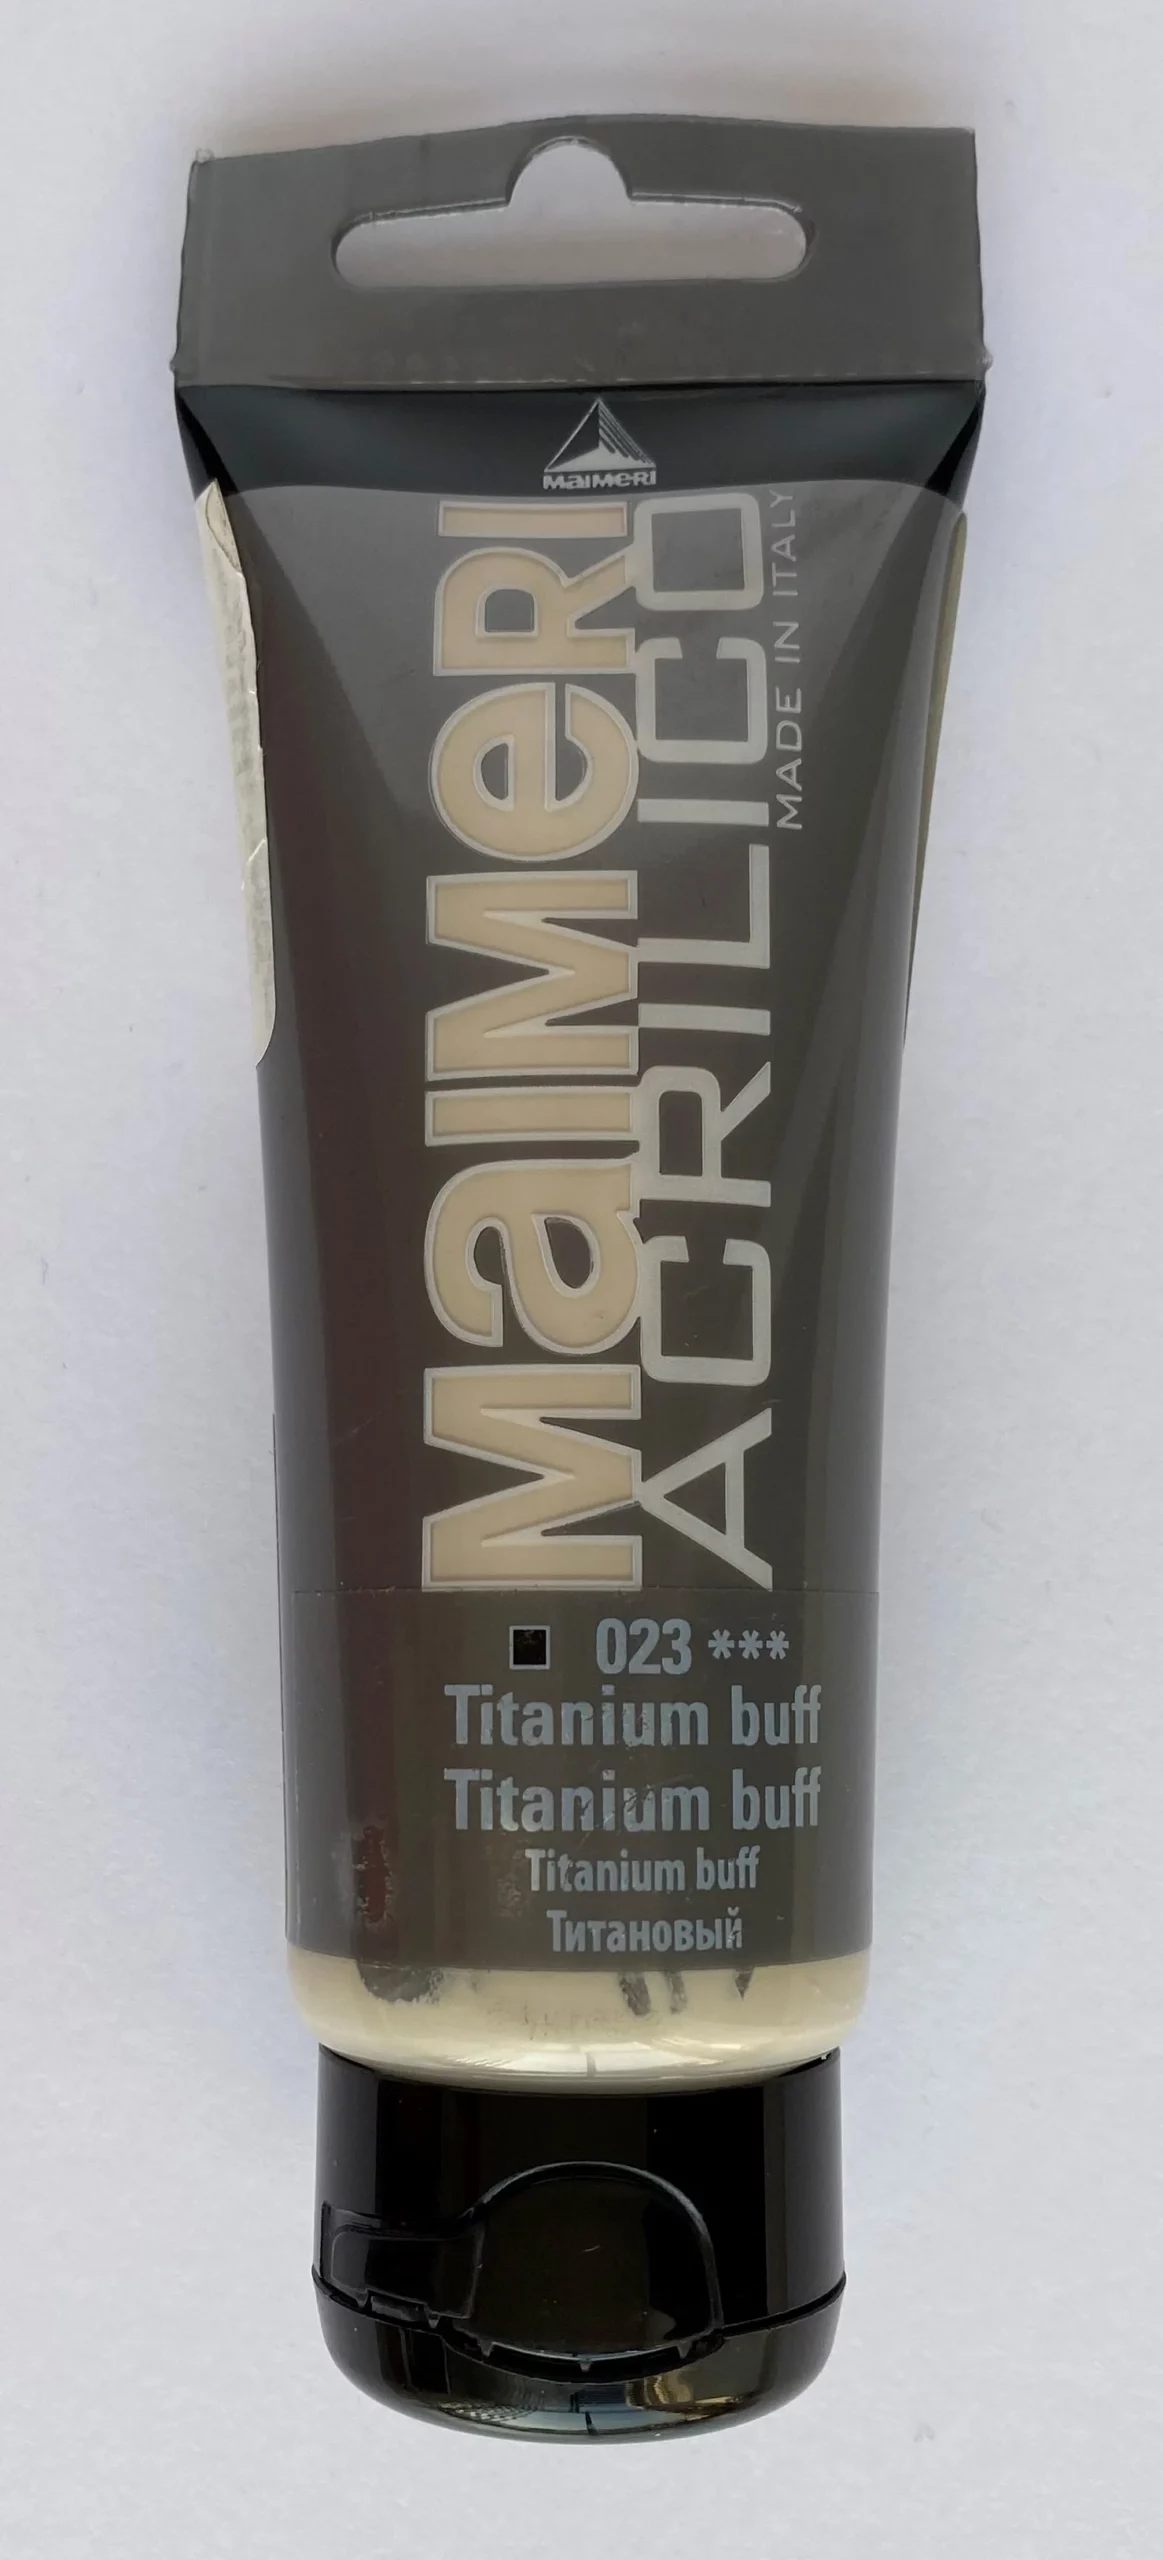 MaIMeRI
MaIMeRI
ACRILICO
MADE IN ITALY
023 ***
Titanium buff
Titanium buff
Titanium buff
Титановый